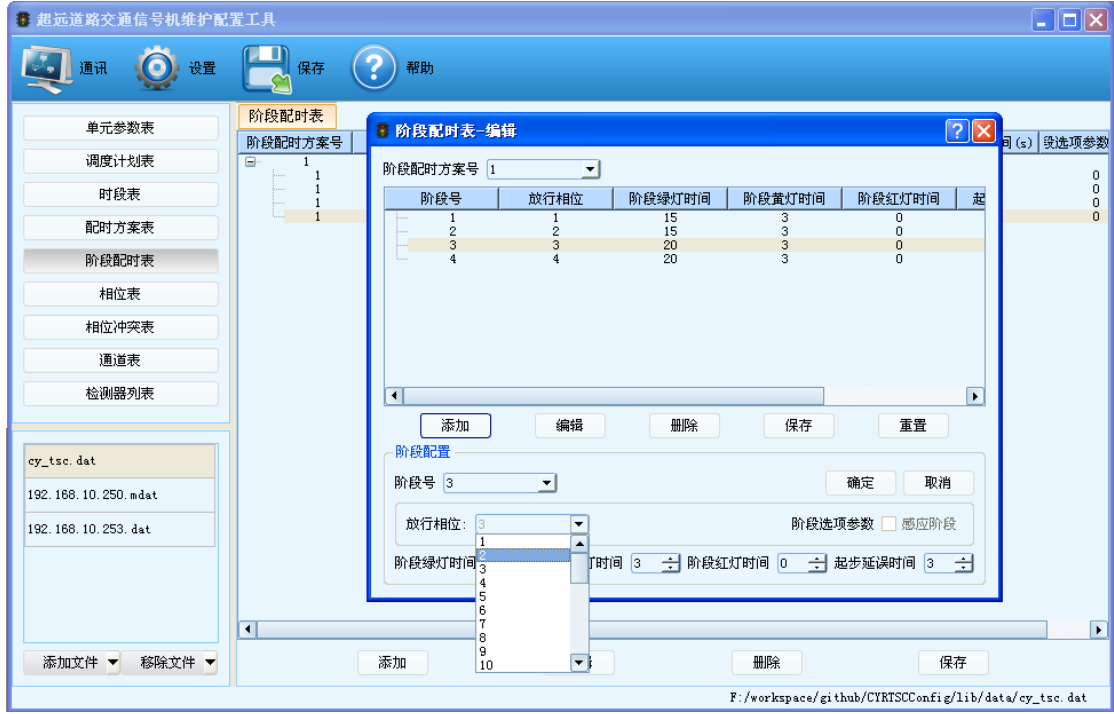 超远道路交通信号机维护配置工具
通讯 设置 保存 帮助
单元参数表
调度计划表
时段表
配时方案表
阶段配时表
相位表
相位冲突表
通道表
检测器列表
cy_tsc.dat
192.168.10.250.mdat
192.168.10.253.dat
添加文件 移除文件
阶段配时表
阶段配时方案号 间(s) 段选项参数
1
1 0
1 0
1 0
1 0
阶段配时表-编辑
阶段配时方案号 1
阶段号 放行相位 阶段绿灯时间 阶段黄灯时间 阶段红灯时间 起
1 1 15 3 0
2 2 15 3 0
3 3 20 3 0
4 4 20 3 0
添加 编辑 删除 保存 重置
阶段配置
阶段号 3 确定 取消
放行相位: 3 阶段选项参数 感应阶段
阶段绿灯时间 灯时间 3 阶段红灯时间 0 起步延误时间 3
1
2
3
4
5
6
7
8
9
10
添加 删除 保存
F:/workspace/github/CYRTSCConfig/lib/data/cy_tsc.dat